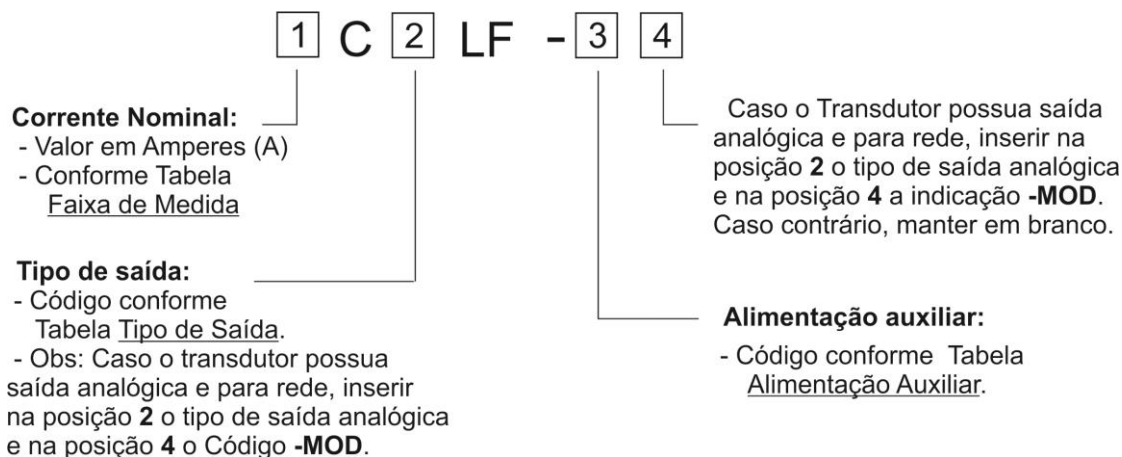 1 C 2 LF - 3 4
Corrente Nominal:
- Valor em Amperes (A)
- Conforme Tabela
Faixa de Medida
Tipo de saída:
- Código conforme
Tabela Tipo de Saída.
- Obs: Caso o transdutor possua
saída analógica e para rede, inserir
na posição 2 o tipo de saída analógica
e na posição 4 o Código -MOD.
Caso o Transdutor possua saída
analógica e para rede, inserir na
posição 2 o tipo de saída analógica
e na posição 4 a indicação -MOD.
Caso contrário, manter em branco.
Alimentação auxiliar:
- Código conforme Tabela
Alimentação Auxiliar.